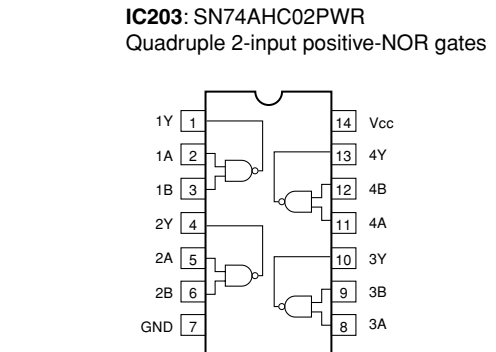 IC203: SN74AHC02PWR
Quadruple 2-input positive-NOR gates
1Y 1 14 Vcc
1A 2 13 4Y
1B 3 12 4B
2Y 4 11 4A
2A 5 10 3Y
2B 6 9 3B
GND 7 8 3A